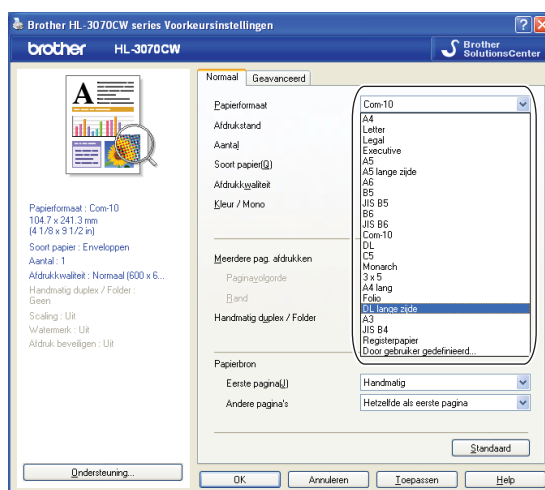 Brother HL-3070CW series Voorkeursinstellingen
brother HL-3070CW
Brother SolutionsCenter
Normaal Geavanceerd
Papierformaat Com-10
Afdrukstand
Aantal
Soort papier(Q)
Afdrukkwaliteit
Kleur / Mono
A4
Letter
Legal
Executive
A5
A5 lange zijde
A6
B5
JIS B5
B6
JIS B6
Com-10
DL
C5
Monarch
3 x 5
A4 lang
Folio
DL lange zijde
A3
JIS B4
Registerpapier
Door gebruiker gedefinieerd...
Meerdere pag. afdrukken
Paginavolgorde
Rand
Handmatig duplex / Folder
Papierbron
Eerste pagina(J) Handmatig
Andere pagina's Hetzelfde als eerste pagina
Standaard
Papierformaat : Com-10
104.7 x 241.3 mm
(4 1/8 x 9 1/2 in)
Soort papier : Enveloppen
Aantal : 1
Afdrukkwaliteit : Normaal (600 x 6...
Handmatig duplex / Folder :
Geen
Scaling : Uit
Watermerk : Uit
Afdruk beveiligen : Uit
Ondersteuning...
OK Annuleren Toepassen Help